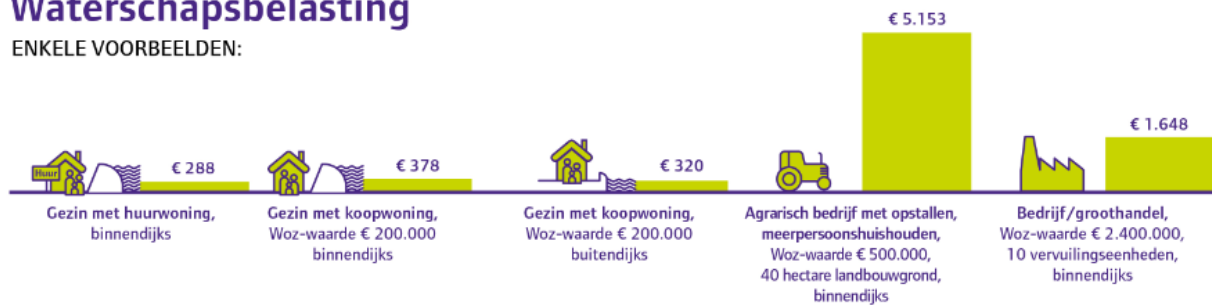 Waterschapsbelasting
ENKELE VOORBEELDEN:
Huur
€ 288
Gezin met huurwoning,
binnendijks
€ 378
Gezin met koopwoning,
Woz-waarde € 200.000
binnendijks
€ 320
Gezin met koopwoning,
Woz-waarde € 200.000
buitendijks
€ 5.153
Agrarisch bedrijf met opstallen,
meerpersoonshuishouden,
Woz-waarde € 500.000,
40 hectare landbouwgrond,
binnendijks
€ 1.648
Bedrijf/groothandel,
Woz-waarde € 2.400.000,
10 vervuilingseenheden,
binnendijks